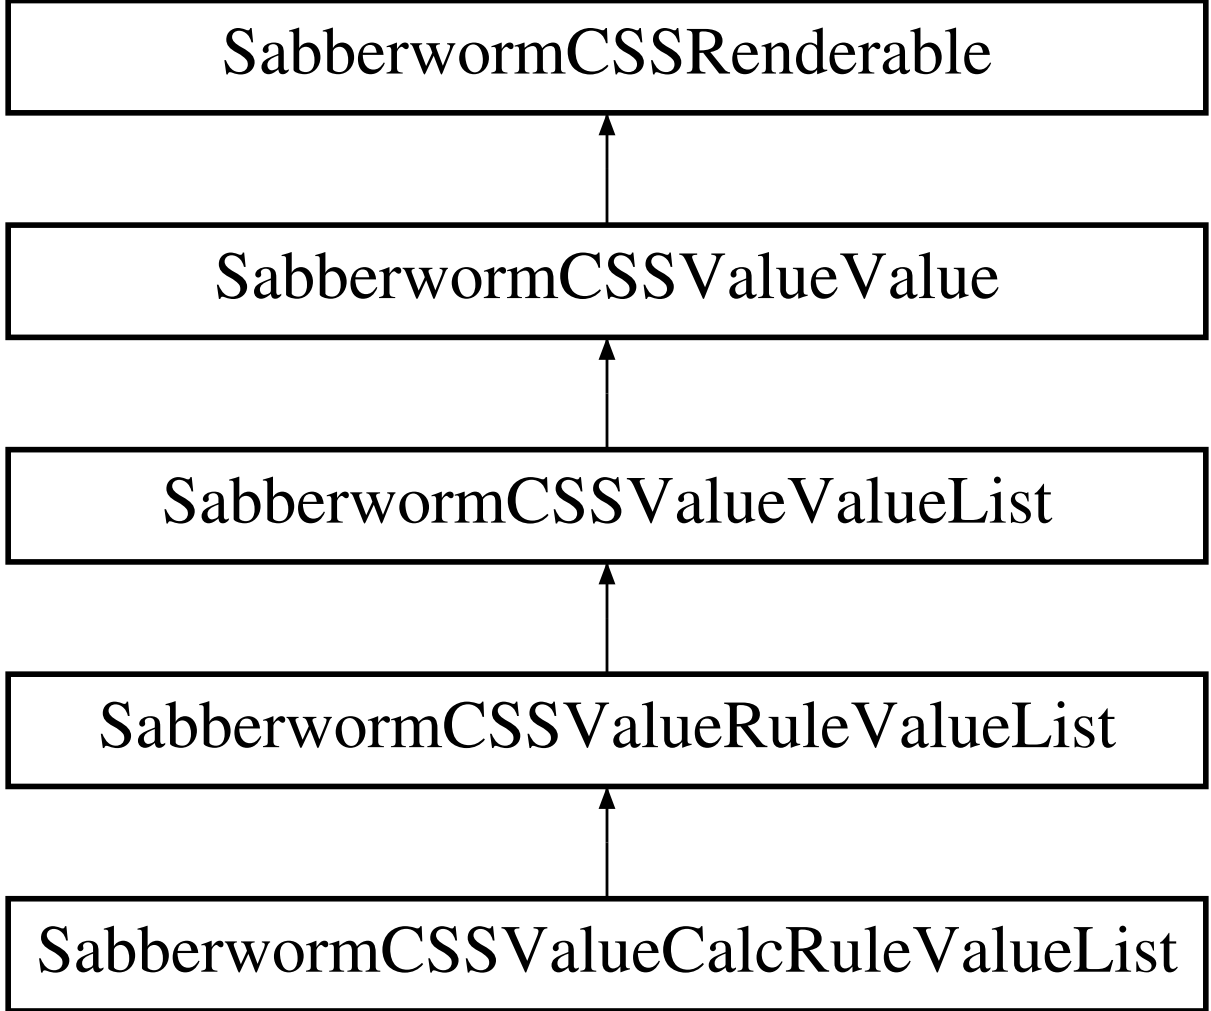 SabberwormCSSRenderable
SabberwormCSSValueValue
SabberwormCSSValueValueList
SabberwormCSSValueRuleValueList
SabberwormCSSValueCalcRuleValueList